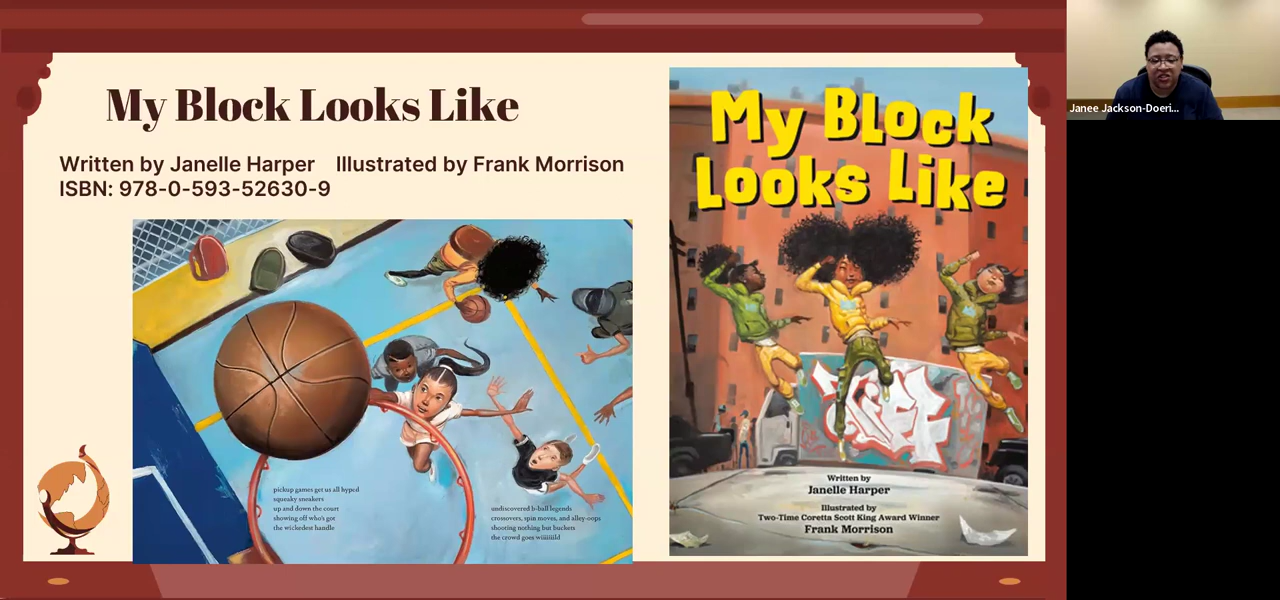 My Block Looks Like
Written by Janelle Harper    Illustrated by Frank Morrison
ISBN: 978-0-593-52630-9
pickup games get us all hyped
squeaky sneakers
up and down the court
showing off who's got
the wickedest handle
undiscovered b-ball legends
crossovers, spin moves, and alley-oops
shooting nothing but buckets
the crowd goes wiiiiiiild
My Block
Looks Like
Written by
Janelle Harper
Illustrated by
Two-Time Coretta Scott King Award Winner
Frank Morrison
Janee Jackson-Doeri...